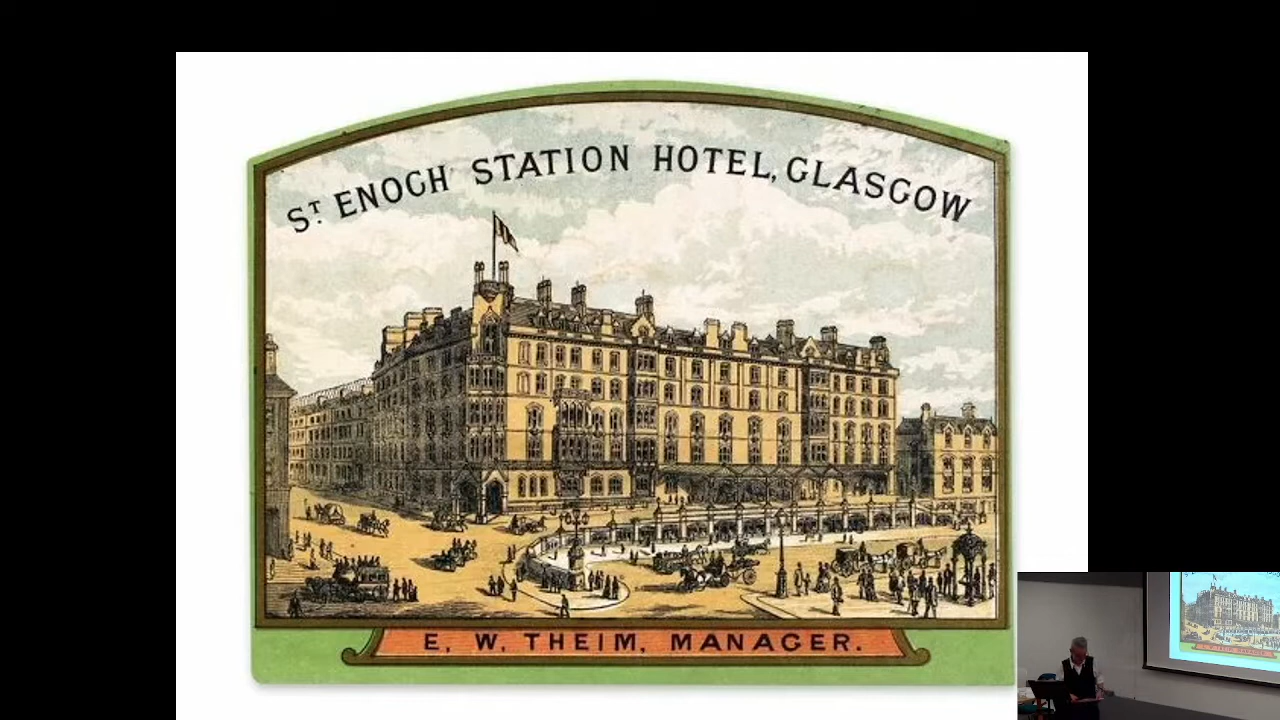 ST. ENOCH STATION HOTEL, GLASGOW
E. W. THEIM, MANAGER.